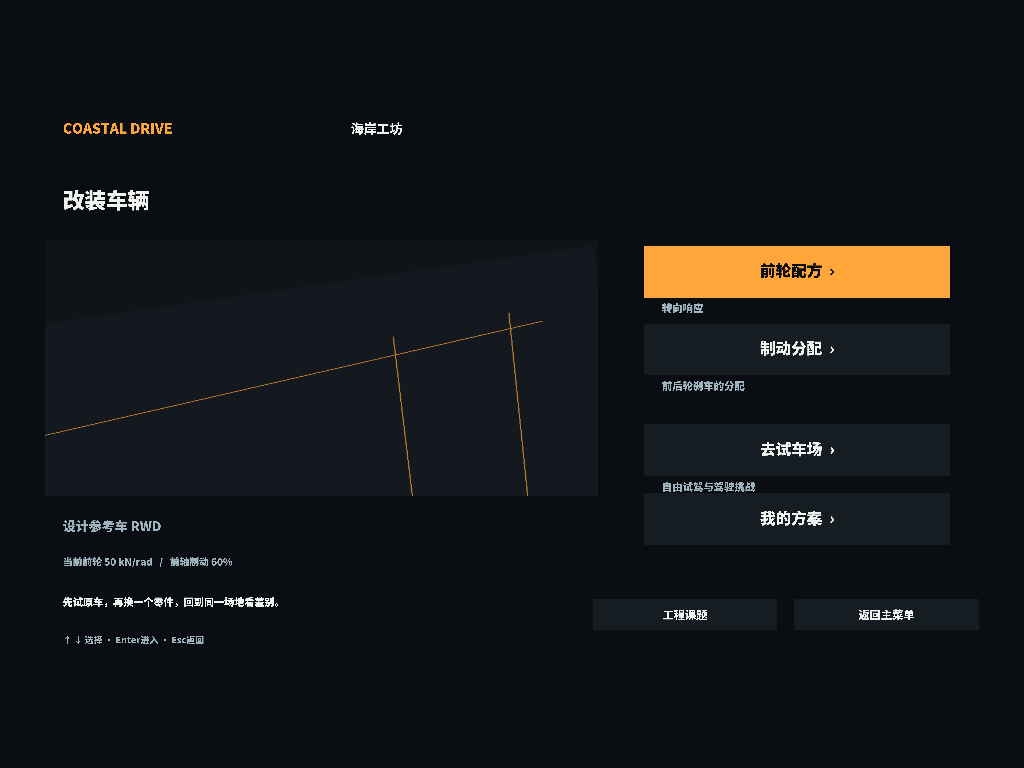 COASTAL DRIVE
海岸工坊
改装车辆
前轮配方 ›
转向响应
制动分配 ›
前后轮刹车的分配
去试车场 ›
自由试驾与驾驶挑战
我的方案 ›
设计参考车 RWD
当前前轮 50 kN/rad / 前轴制动 60%
先试原车，再换一个零件，回到同一场地看差别。
↑ ↓ 选择 · Enter进入 · Esc返回
工程课题
返回主菜单